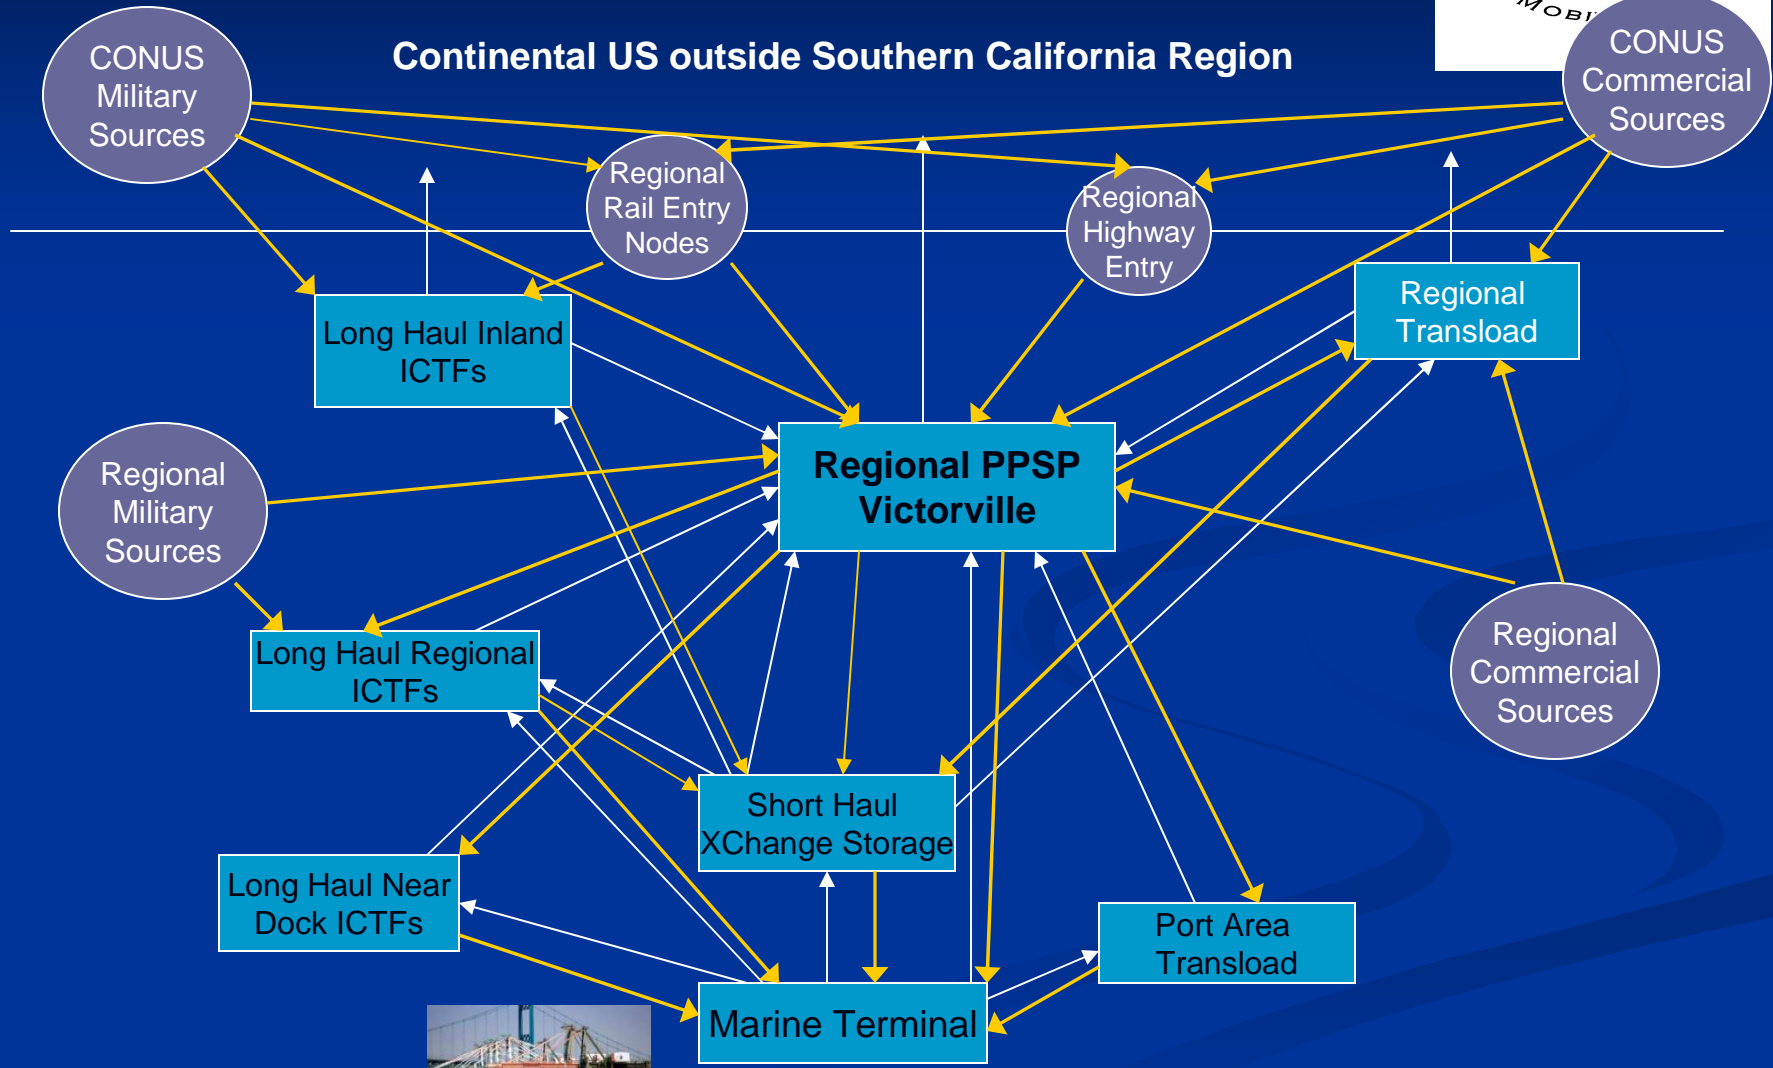 CONUS
Military
Sources
Continental US outside Southern California Region
CONUS
Commercial
Sources
Regional
Rail Entry
Nodes
Regional
Highway
Entry
Long Haul Inland
ICTFs
Regional
Transload
Regional
Military
Sources
Regional PPSP
Victorville
Long Haul Regional
ICTFs
Regional
Commercial
Sources
Short Haul
XChange Storage
Long Haul Near
Dock ICTFs
Port Area
Transload
Marine Terminal